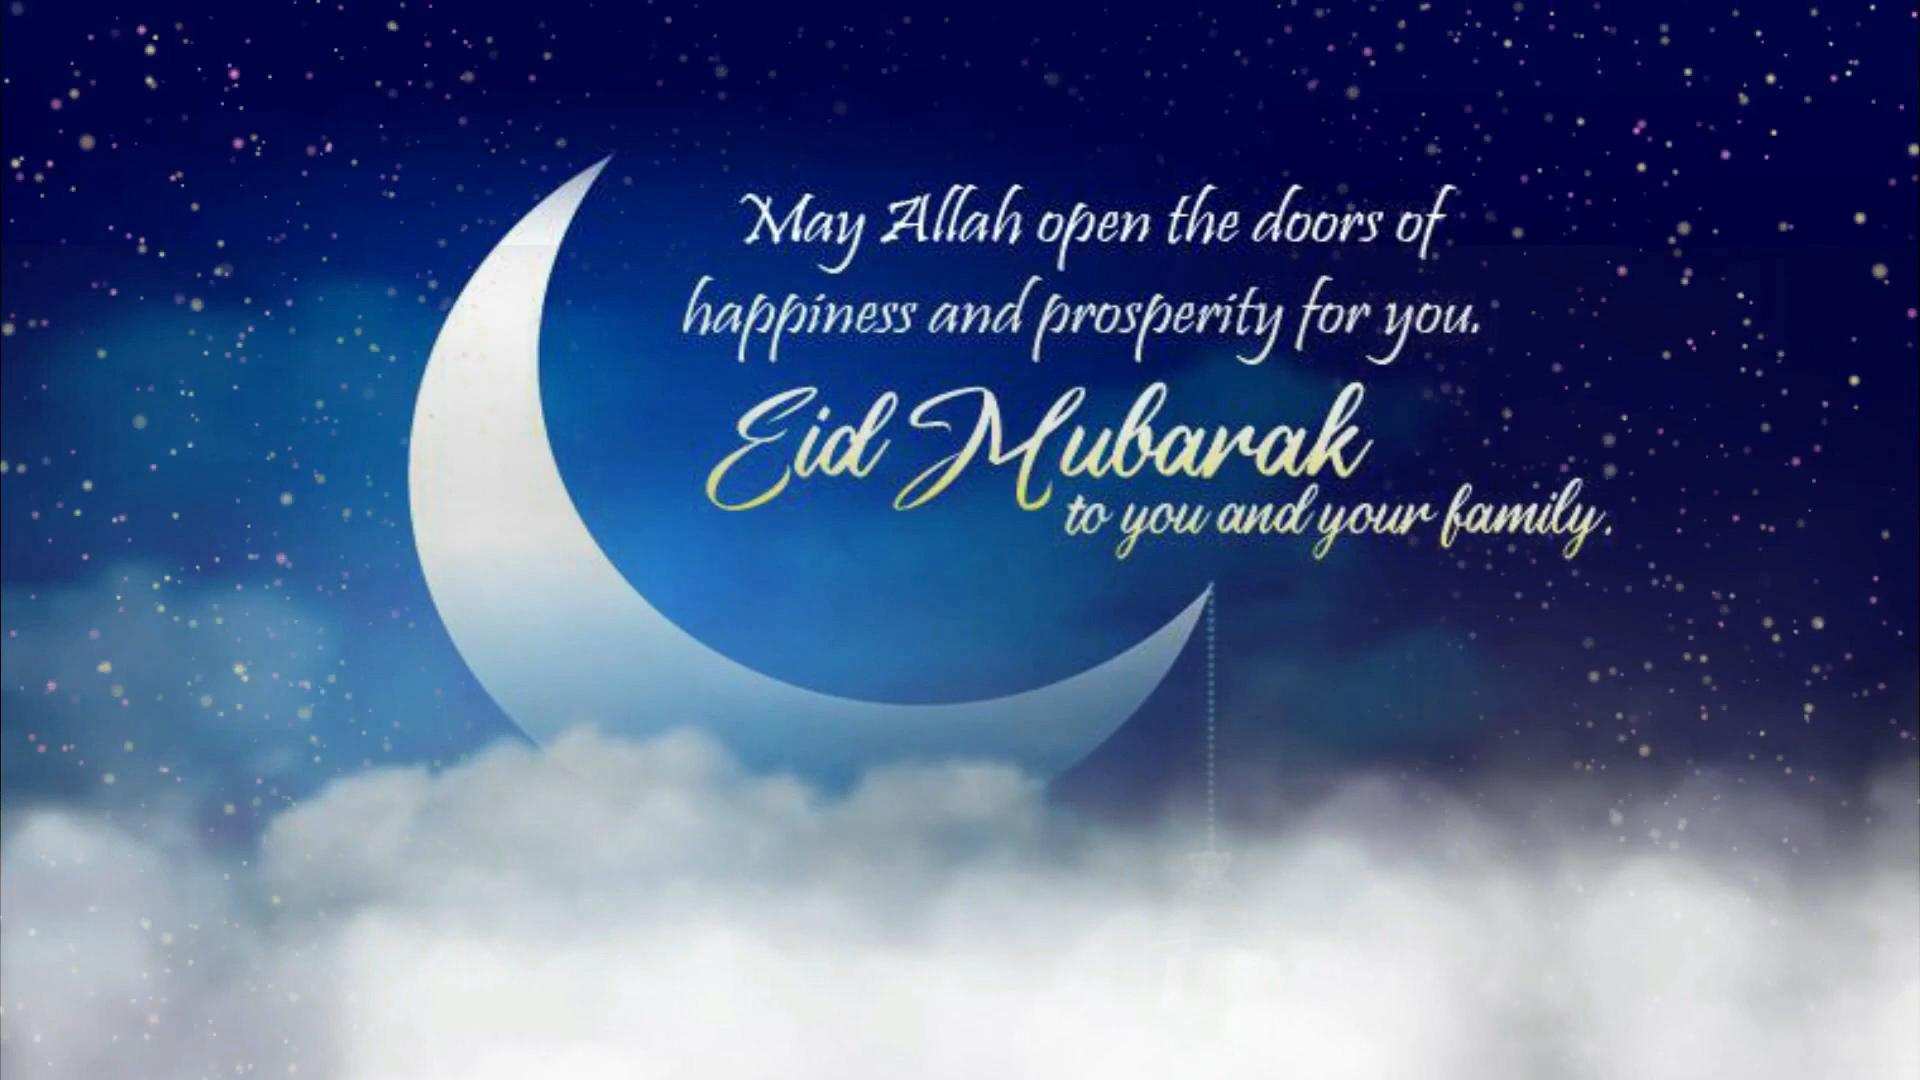 May Allah open the doors of
happiness and prosperity for you.
Eid Mubarak
to you and your family.